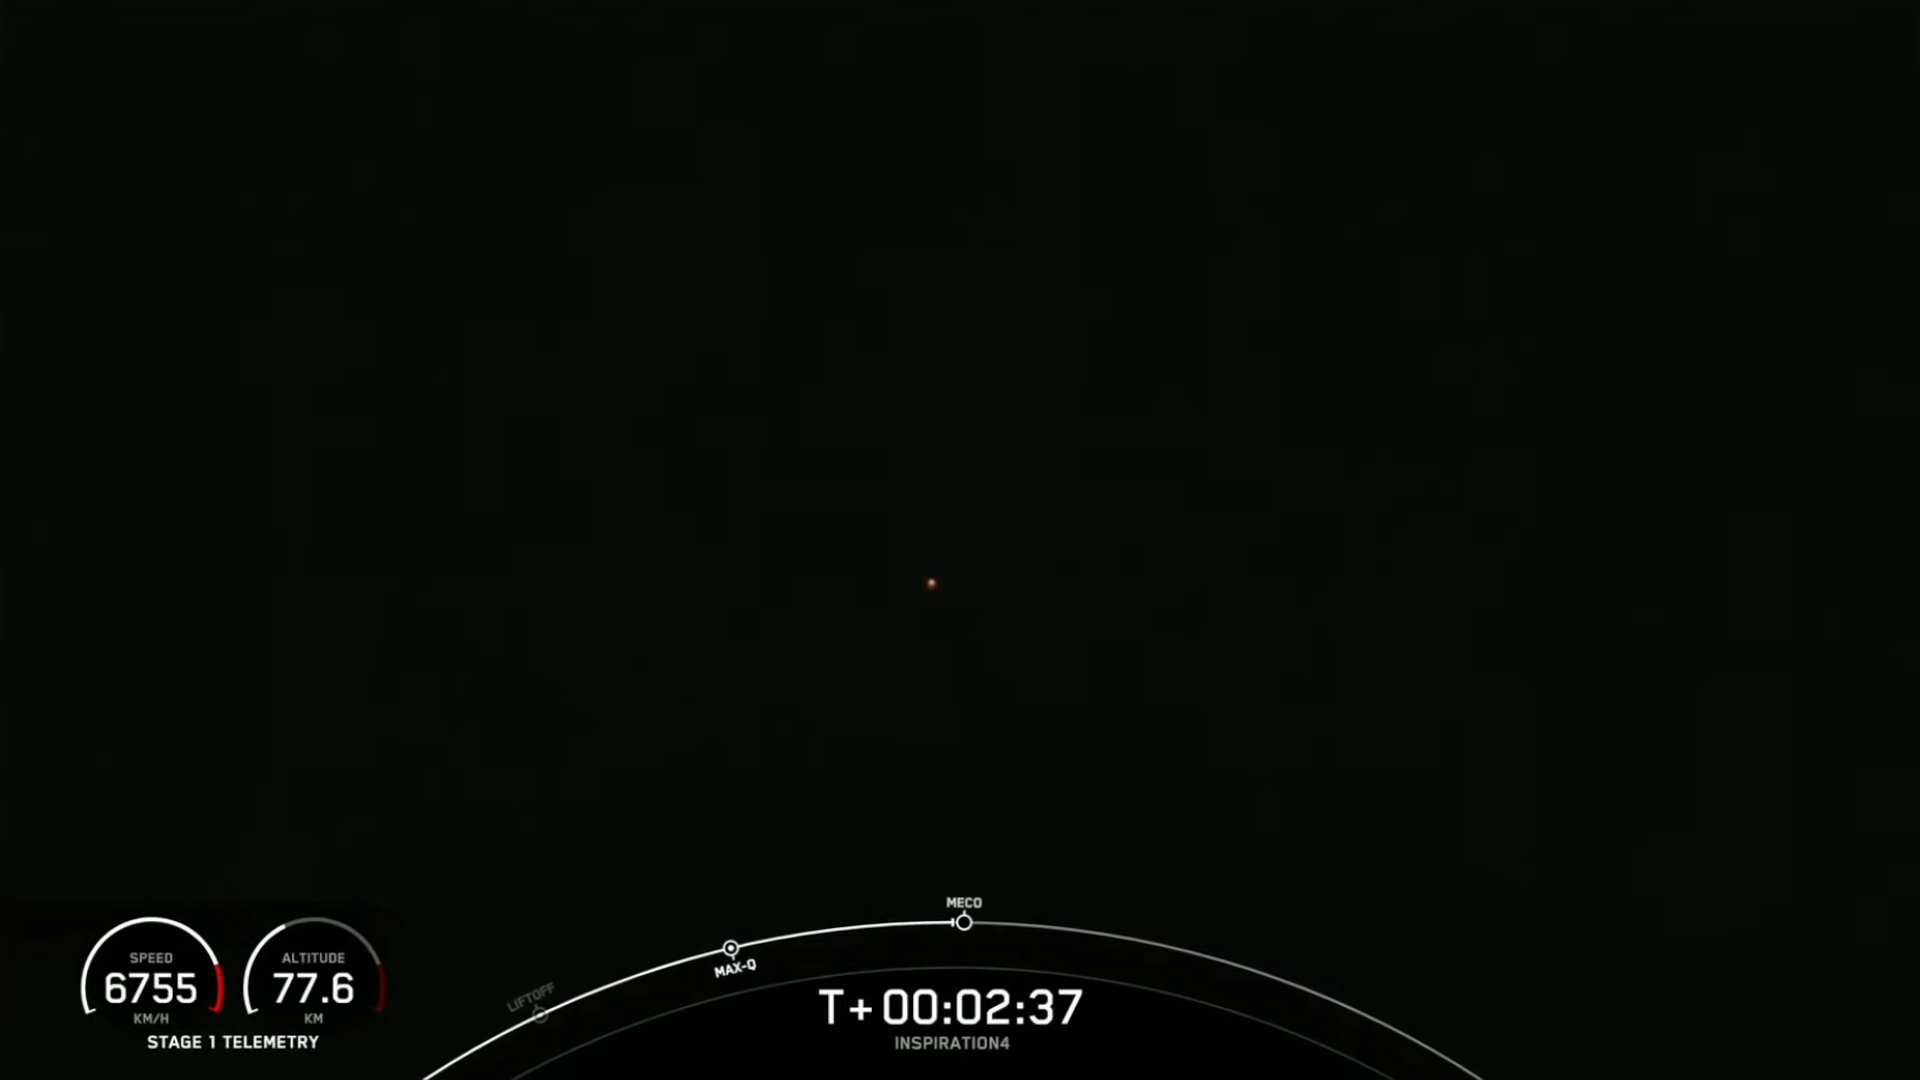 MECO
MAX-Q
LIFTOFF
SPEED
6755
KM/H
ALTITUDE
77.6
KM
STAGE 1 TELEMETRY
T+00:02:37
INSPIRATION4